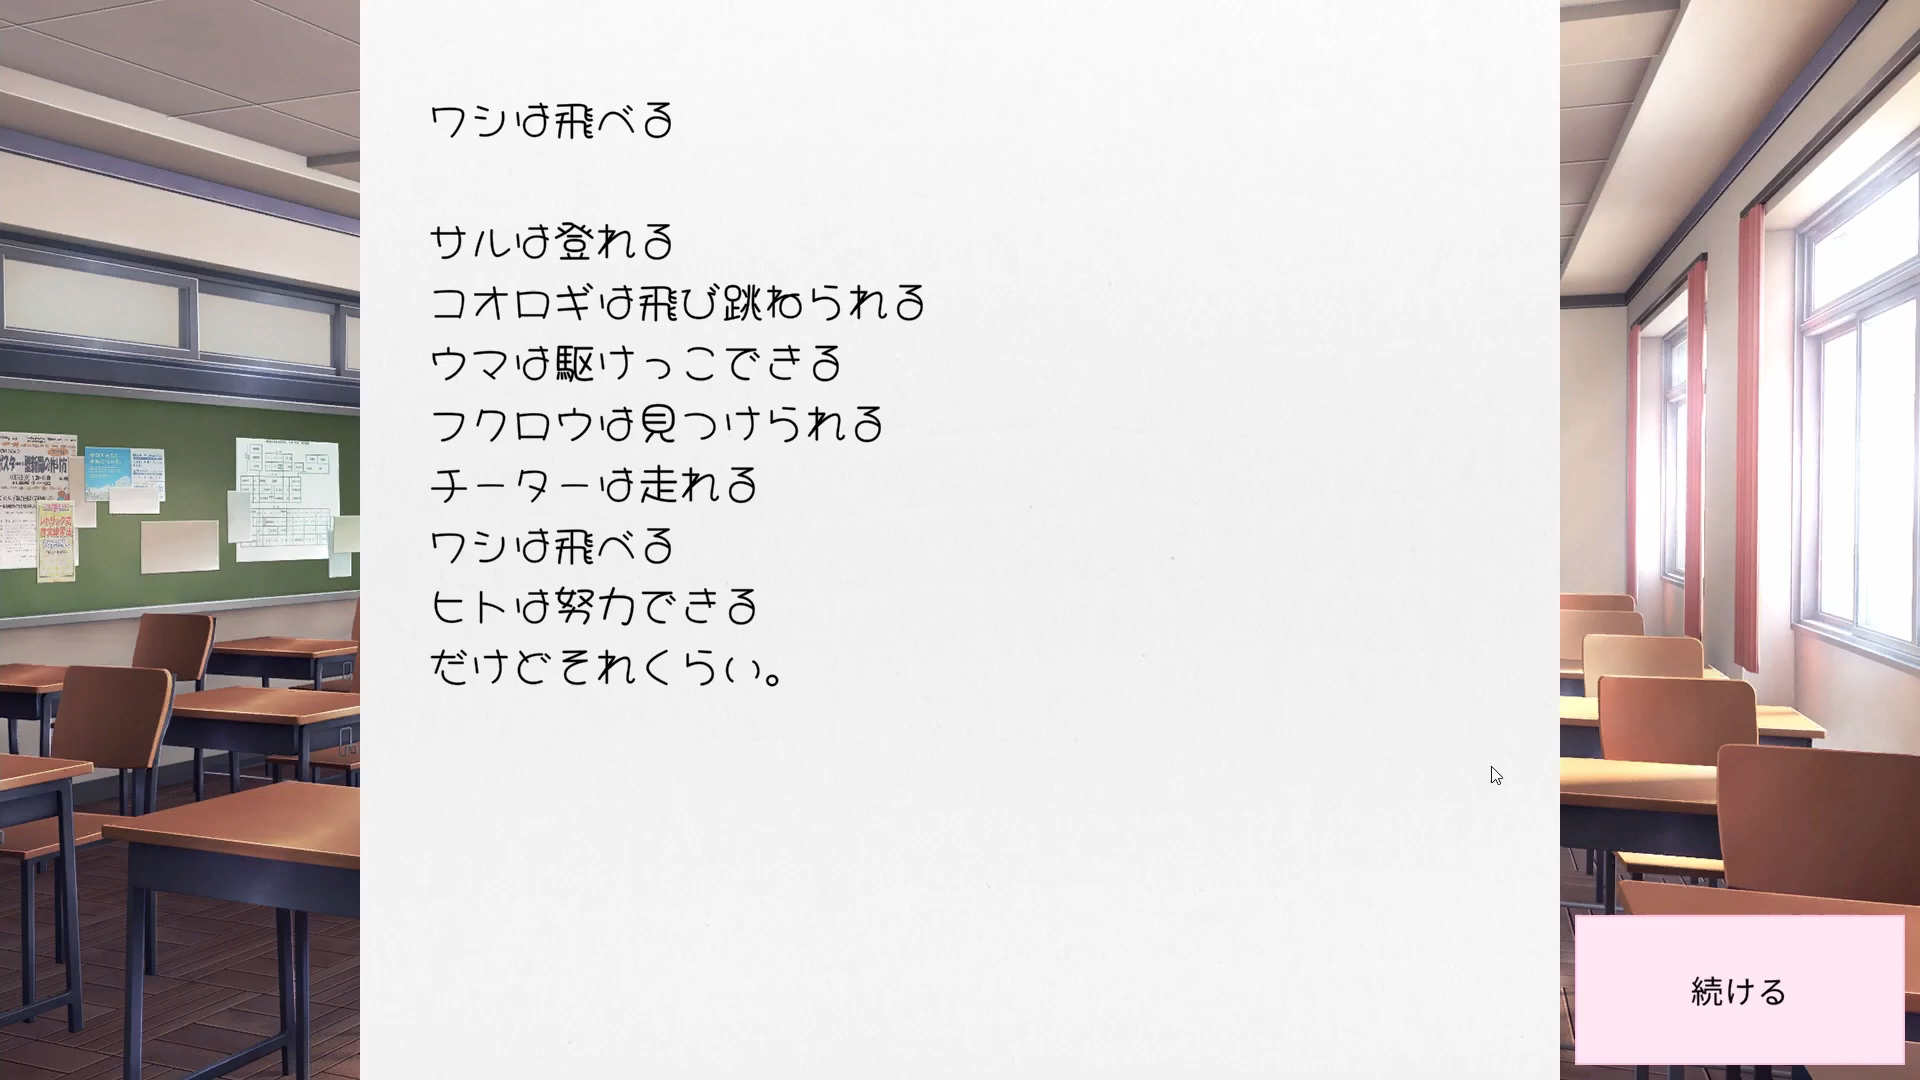 ワシは飛べる
サルは登れる
コオロギは飛び跳ねられる
ウマは駆けっこできる
フクロウは見つけられる
チーターは走れる
ワシは飛べる
ヒトは努力できる
だけどそれくらい。
続ける